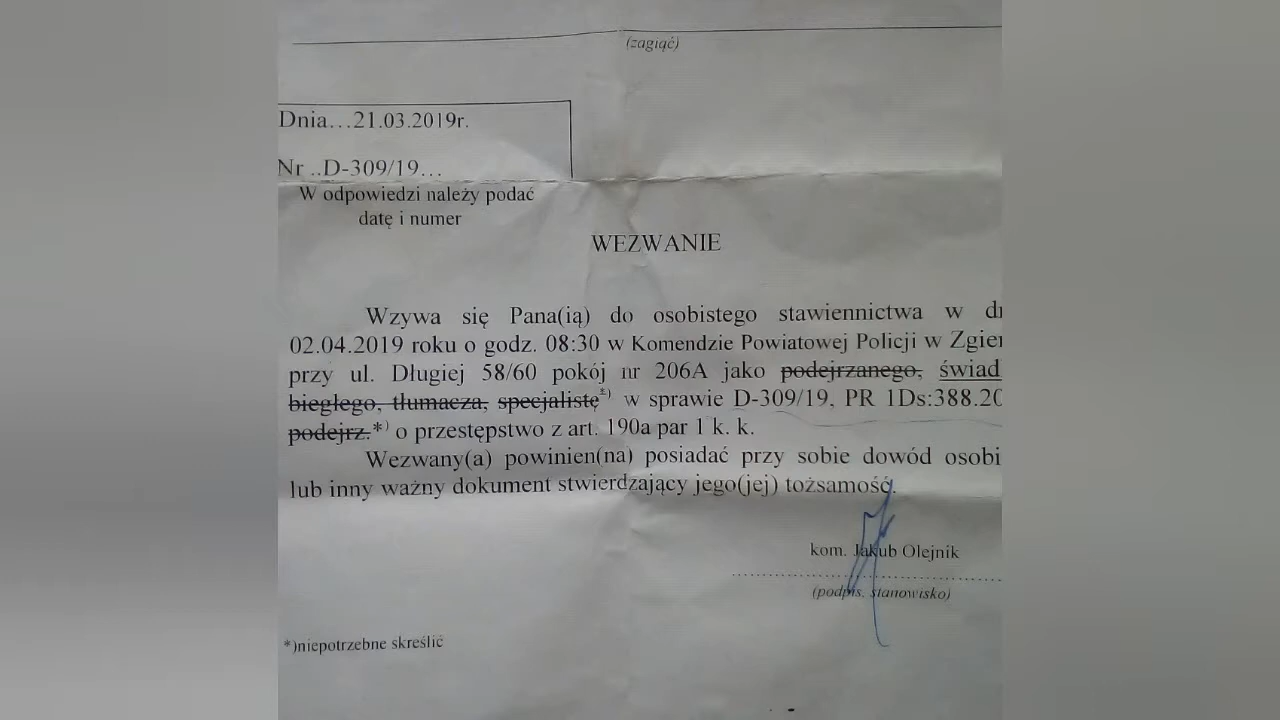 (zagiąć)
Dnia...21.03.2019r.
Nr ..D-309/19...
W odpowiedzi należy podać
datę i numer
WEZWANIE
Wzywa się Pana(ią) do osobistego stawiennictwa w
02.04.2019 roku o godz. 08:30 w Komendzie Powiatowej Policji w Zgier
przy ul. Długiej 58/60 pokój nr 206A jako podejrzanego, świad
biegłego, tłumacza, specjalistę*) w sprawie D-309/19, PR 1Ds:388.20
podejrz.*) o przestępstwo z art. 190a par 1 k. k.
Wezwany(a) powinien(na) posiadać przy sobie dowód osobi
lub inny ważny dokument stwierdzający jego(jej) tożsamość.
kom. Jakub Olejnik
(podpis, stanowisko)
*)niepotrzebne skreślić